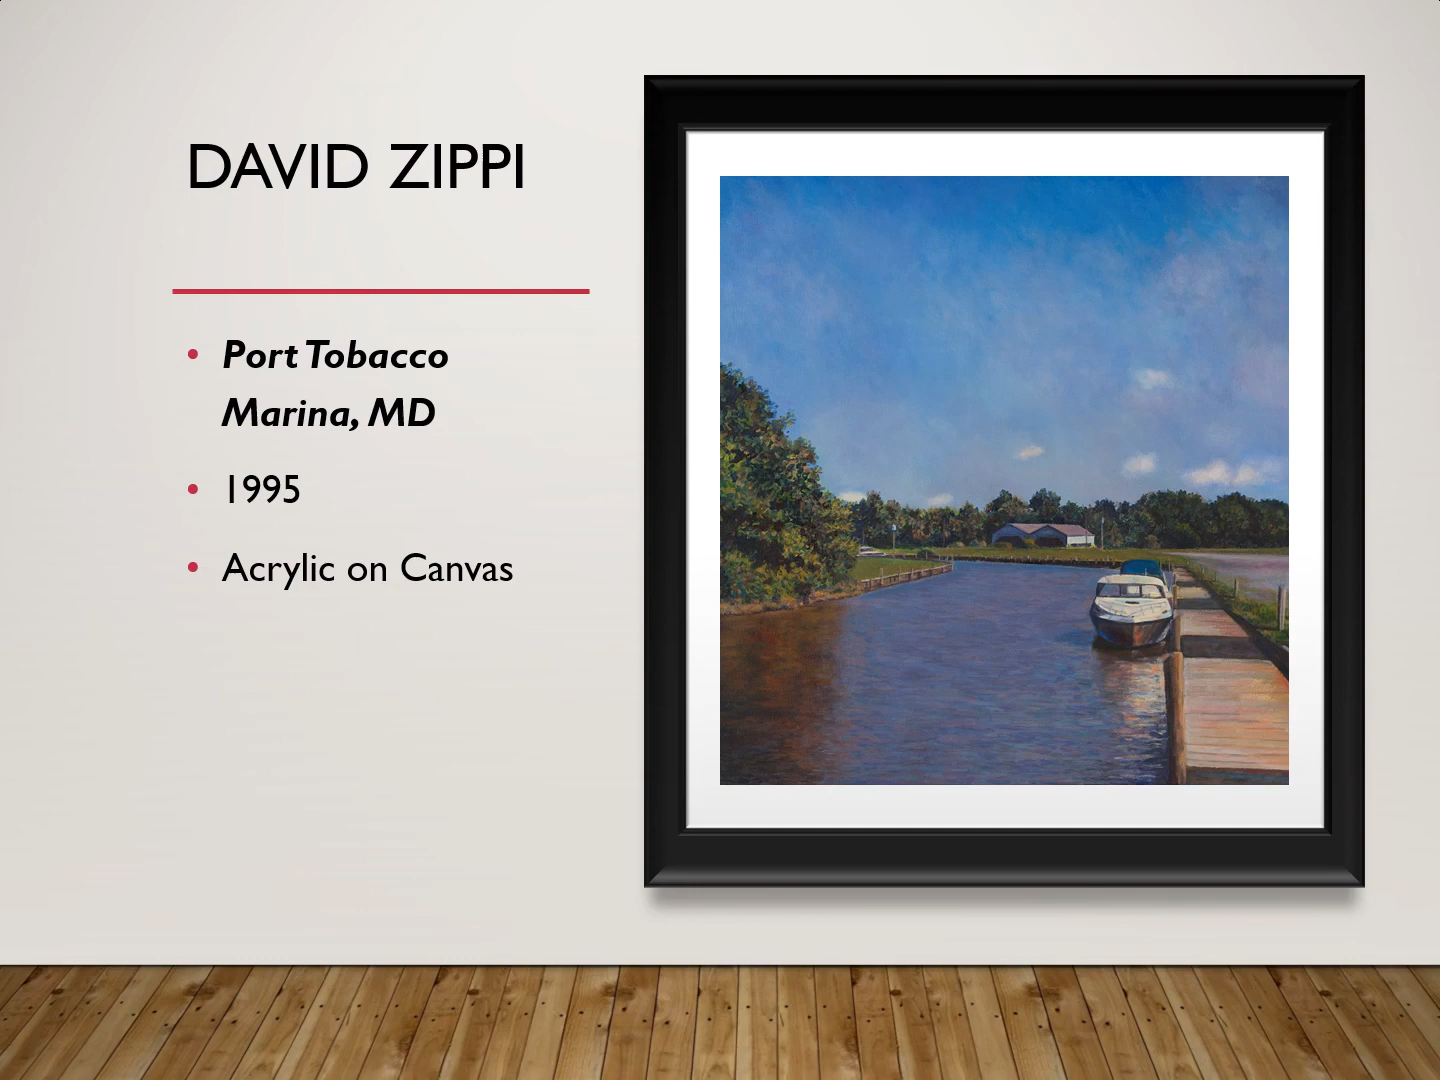 DAVID ZIPPI
• Port Tobacco
Marina, MD
• 1995
• Acrylic on Canvas